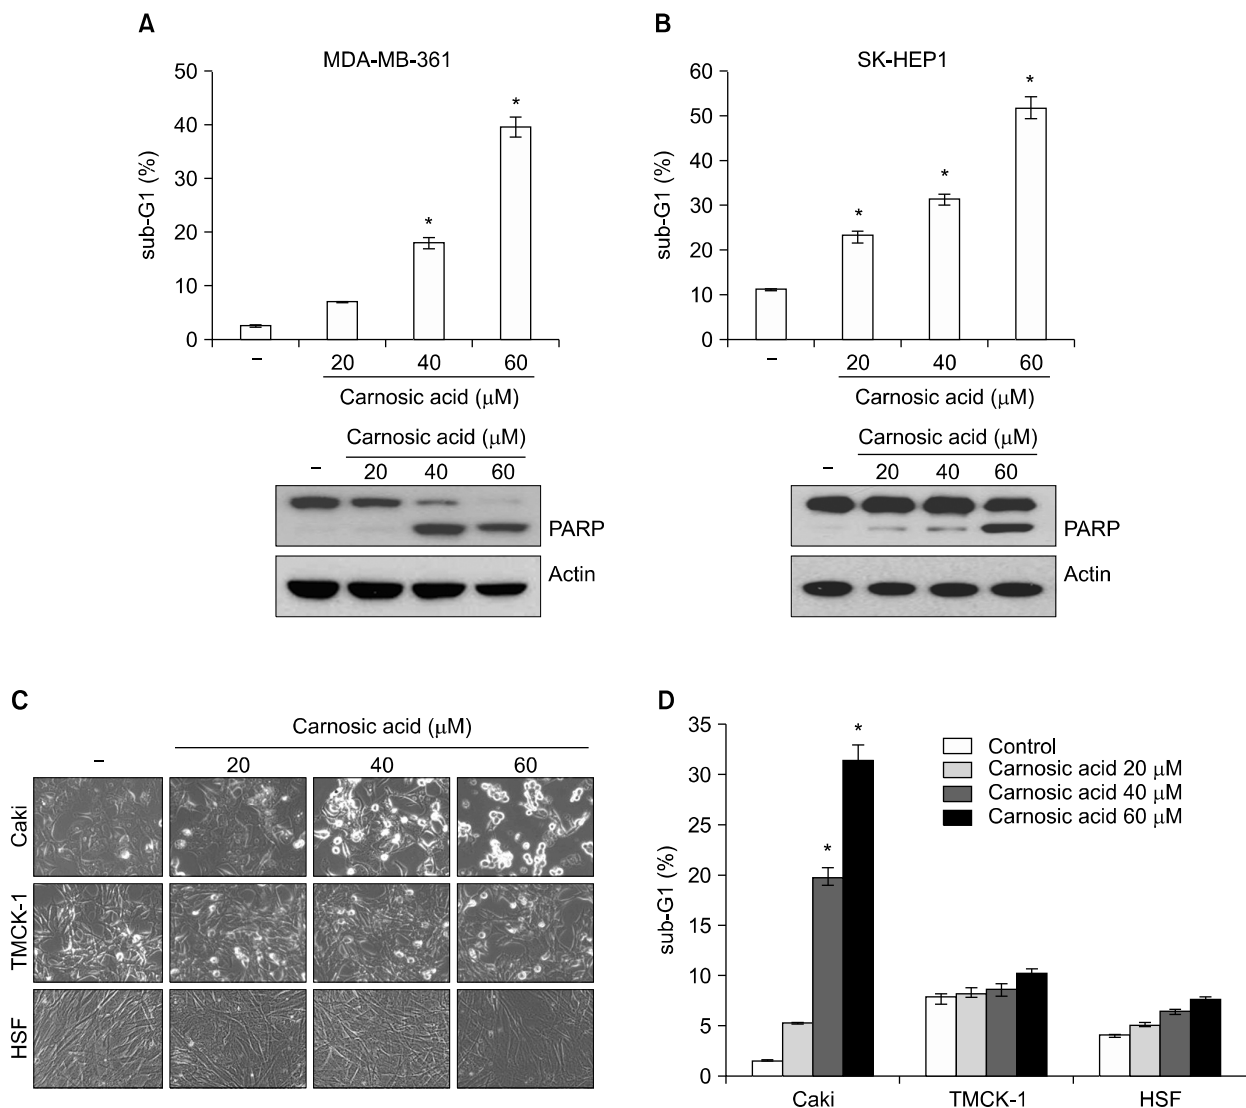 A
MDA-MB-361
sub-G1 (%)
50
40
30
20
10
0
– 20 40 60
Carnosic acid (μM)
Carnosic acid (μM)
– 20 40 60
PARP
Actin
B
SK-HEP1
sub-G1 (%)
60
50
40
30
20
10
0
* * *
– 20 40 60
Carnosic acid (μM)
Carnosic acid (μM)
– 20 40 60
PARP
Actin
C
Carnosic acid (μM)
– 20 40 60
Caki
TMCK-1
HSF
D
sub-G1 (%)
35
30
25
20
15
10
5
0
* *
Control
Carnosic acid 20 μM
Carnosic acid 40 μM
Carnosic acid 60 μM
Caki TMCK-1 HSF